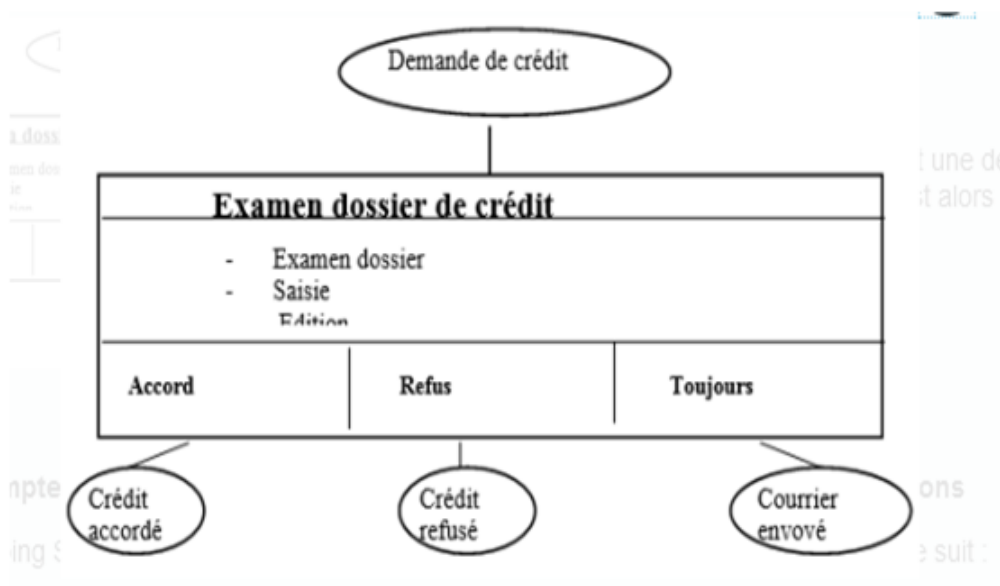 Demande de crédit
Examen dossier de crédit
- Examen dossier
- Saisie
Edition
Accord
Refus
Toujours
Crédit
accordé
Crédit
refusé
Courrier
envoyé